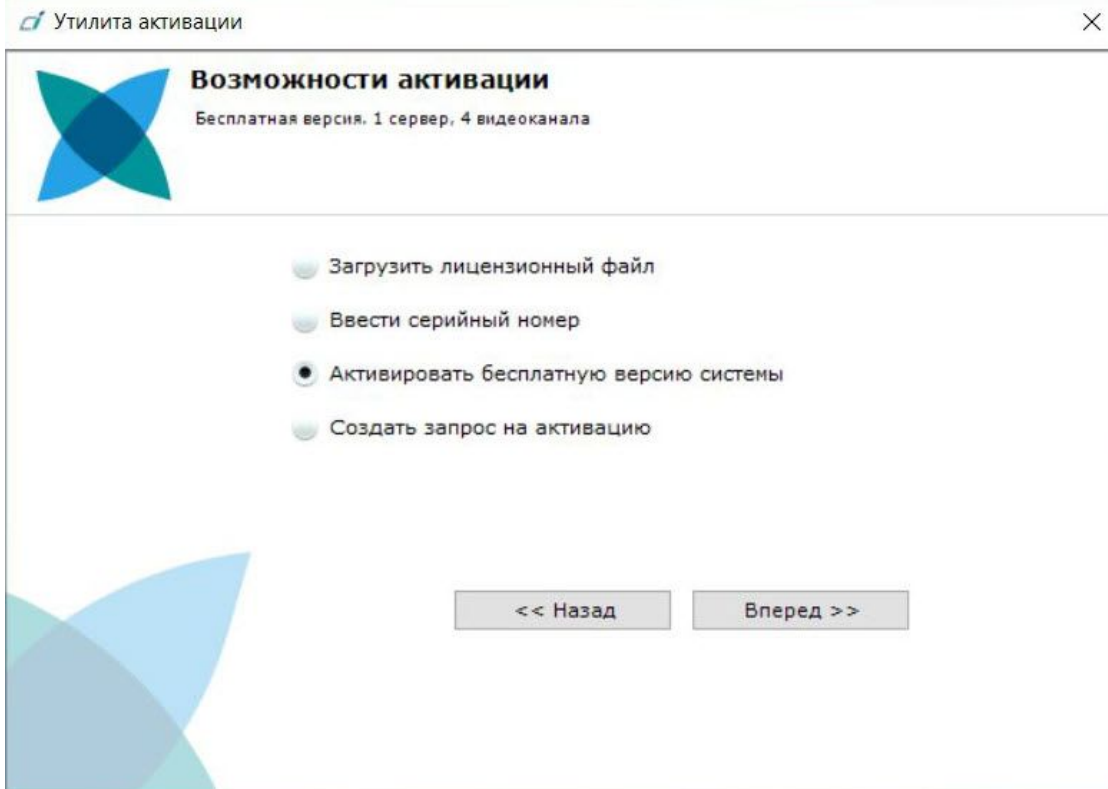 Утилита активации
Возможности активации
Бесплатная версия. 1 сервер, 4 видеоканала
Загрузить лицензионный файл
Ввести серийный номер
Активировать бесплатную версию системы
Создать запрос на активацию
<< Назад
Вперед >>